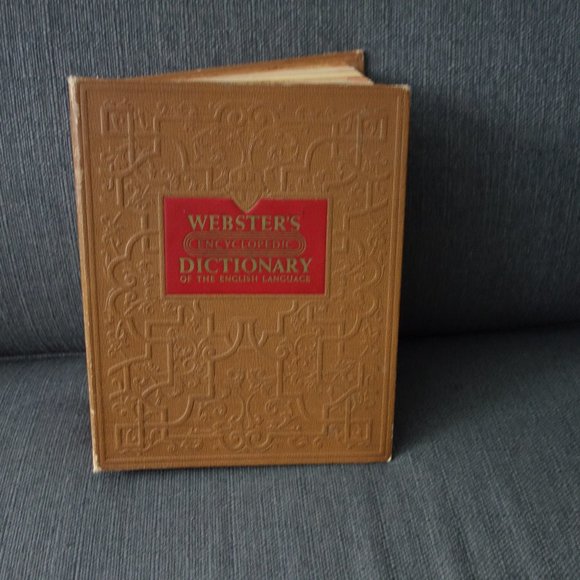 WEBSTER'S
ENCYCLOPEDIC
DICTIONARY
OF THE ENGLISH LANGUAGE